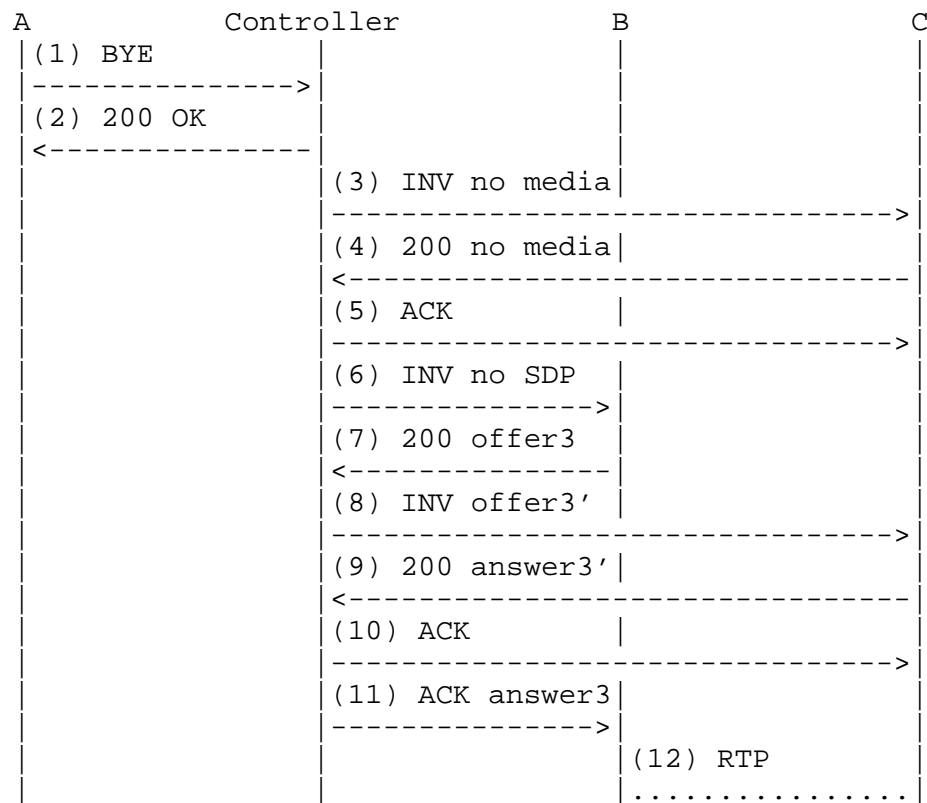 A Controller B C
(1) BYE
(2) 200 OK
(3) INV no media
(4) 200 no media
(5) ACK
(6) INV no SDP
(7) 200 offer3
(8) INV offer3'
(9) 200 answer3'
(10) ACK
(11) ACK answer3
(12) RTP